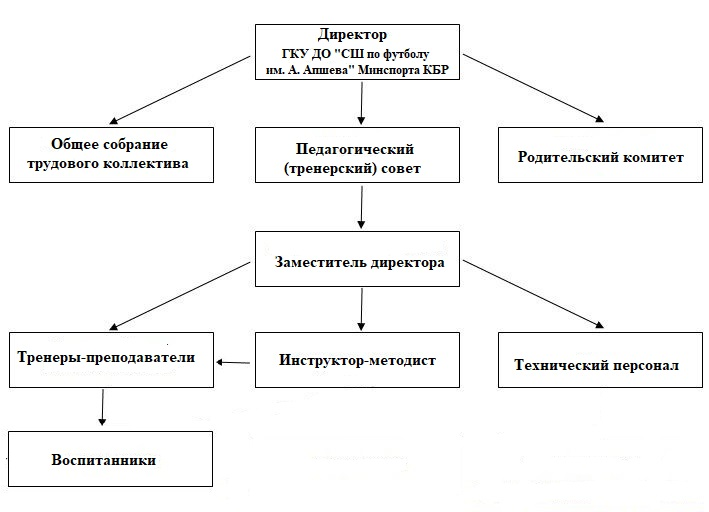 Директор
ГКУ ДО "СШ по футболу
им. А. Апшева" Минспорта КБР
Общее собрание
трудового коллектива
Педагогический
(тренерский) совет
Родительский комитет
Заместитель директора
Тренеры-преподаватели
Инструктор-методист
Технический персонал
Воспитанники